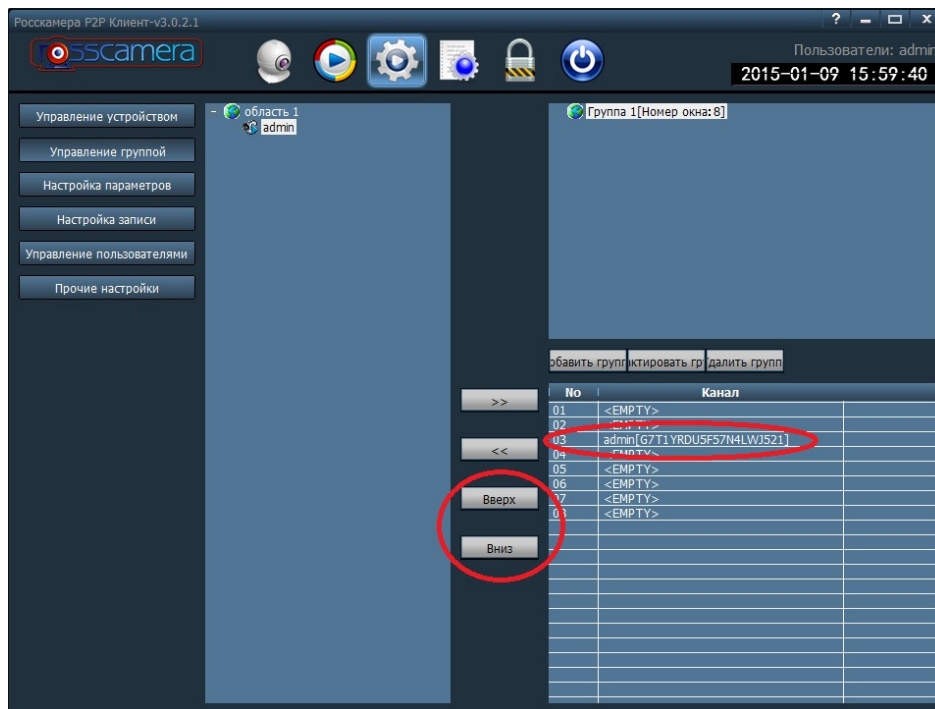 Росскамера P2P Клиент-v3.0.2.1
? – x
osscamera
Пользователи: admin
2015-01-09 15:59:40
Управление устройством
Управление группой
Настройка параметров
Настройка записи
Управление пользователями
Прочие настройки
- область 1
admin
Группа 1[Номер окна:8]
обавить групп актировать гр далить групп
>>
<<
Вверх
Вниз
No Канал
01 <EMPTY>
02 <EMPTY>
03 admin[G7T1YRDU5F57N4LWJ521]
04 <EMPTY>
05 <EMPTY>
06 <EMPTY>
07 <EMPTY>
08 <EMPTY>